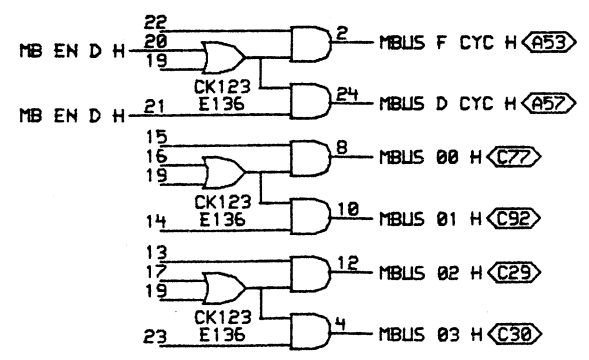 22 2 MBUS F CYC H A53
MB EN D H 20
19
CK123
E136 24 MBUS D CYC H A57
MB EN D H 21
15 8 MBUS 00 H C77
16
19
CK123
E136 10 MBUS 01 H C92
14
13 12 MBUS 02 H C29
17
19
CK123
E136 4 MBUS 03 H C30
23